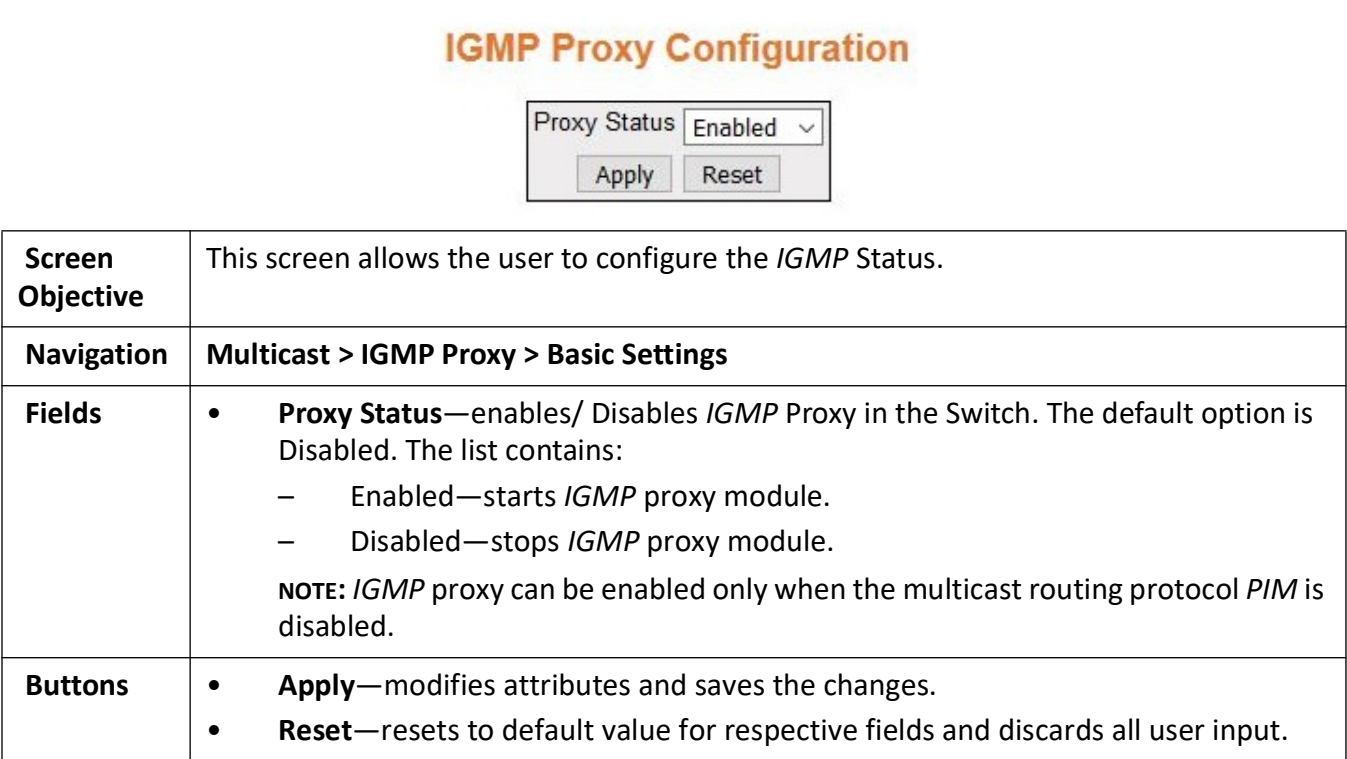 IGMP Proxy Configuration
Proxy Status Enabled
Apply Reset
Screen Objective
This screen allows the user to configure the IGMP Status.
Navigation
Multicast > IGMP Proxy > Basic Settings
Fields
• Proxy Status—enables/ Disables IGMP Proxy in the Switch. The default option is
Disabled. The list contains:
– Enabled—starts IGMP proxy module.
– Disabled—stops IGMP proxy module.
NOTE: IGMP proxy can be enabled only when the multicast routing protocol PIM is
disabled.
Buttons
• Apply—modifies attributes and saves the changes.
• Reset—resets to default value for respective fields and discards all user input.